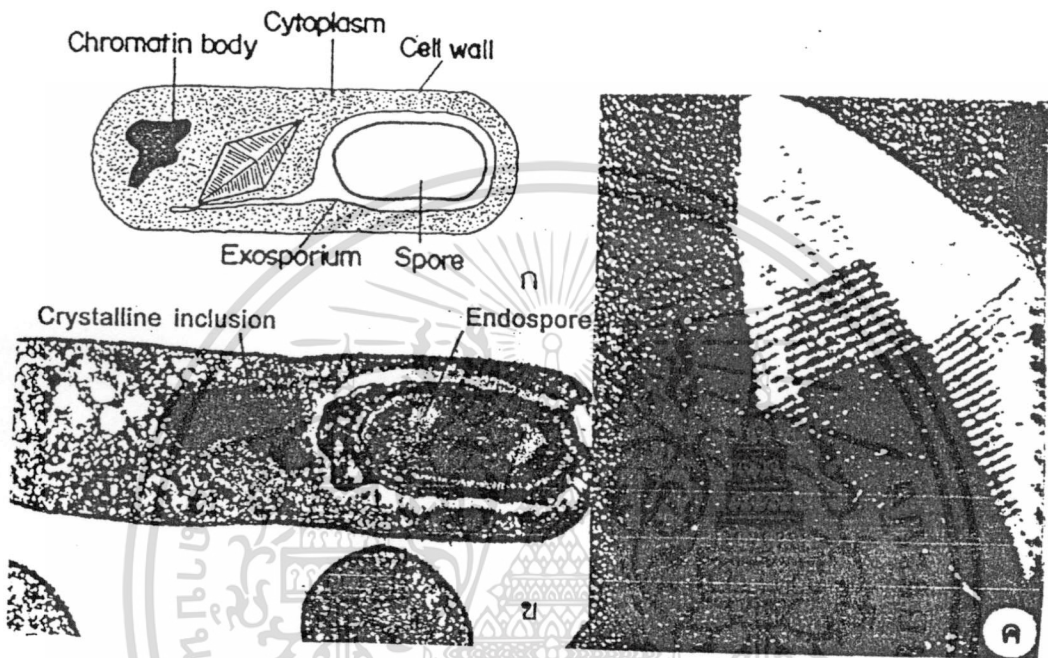 Cytoplasm
Chromatin body
Cell wall
Exosporium
Spore
ก
Crystalline inclusion
Endospore
ข
ค